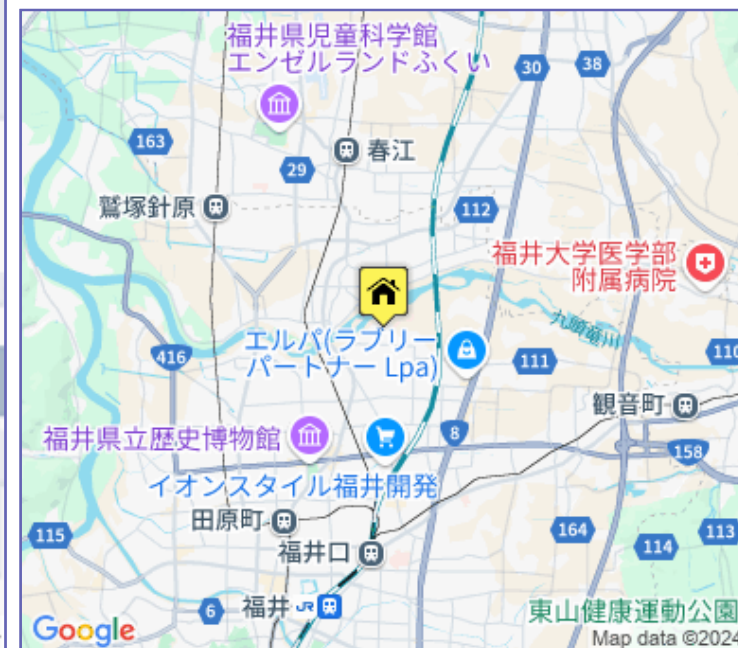 福井県児童科学館
エンゼルランドふくい
30
38
163
春江
29
鷲塚針原
112
福井大学医学部
附属病院
九頭竜川
エルパ(ラブリー
パートナー Lpa)
416
111
110
観音町
福井県立歴史博物館
8
158
イオンスタイル福井開発
田原町
115
福井口
164
114
113
6
福井 JR
東山健康運動公園
Google
Map data ©2024